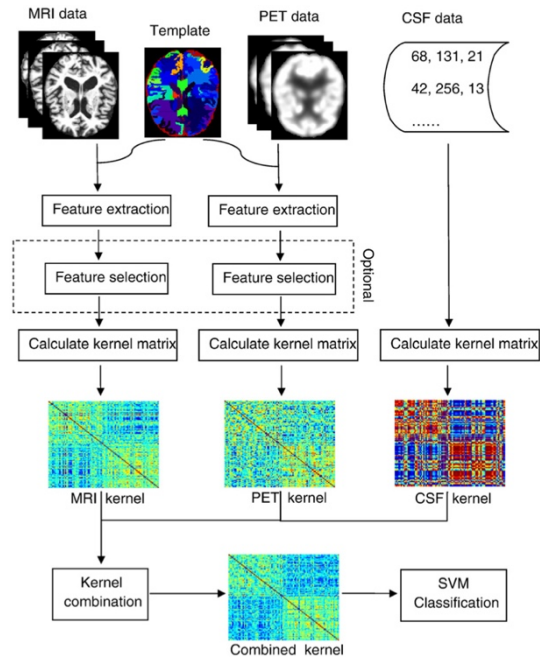 MRI data
Template
PET data
CSF data
68, 131, 21
42, 256, 13
......
Feature extraction
Feature extraction
Optional
Feature selection
Feature selection
Calculate kernel matrix
Calculate kernel matrix
Calculate kernel matrix
MRI kernel
PET kernel
CSF kernel
Kernel
combination
SVM
Classification
Combined kernel